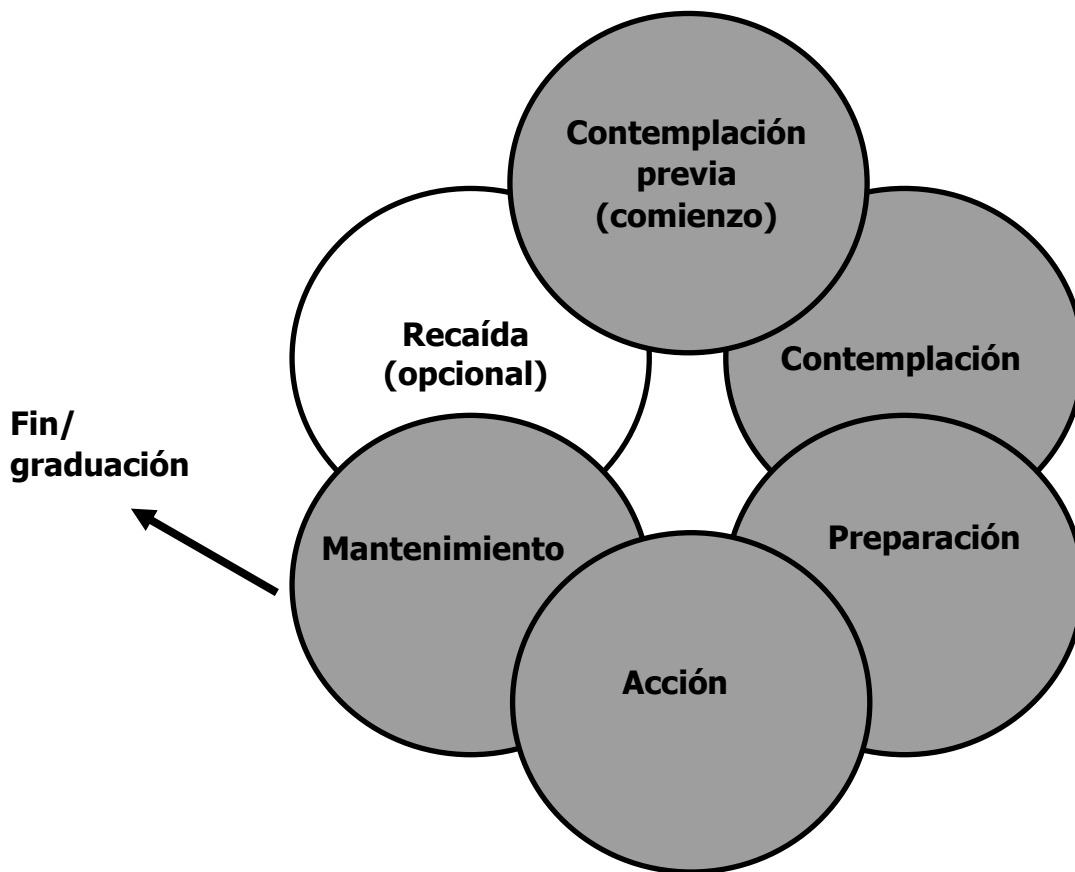 Contemplación
previa
(comienzo)
Recaída
(opcional)
Contemplación
Fin/
graduación
Mantenimiento
Preparación
Acción